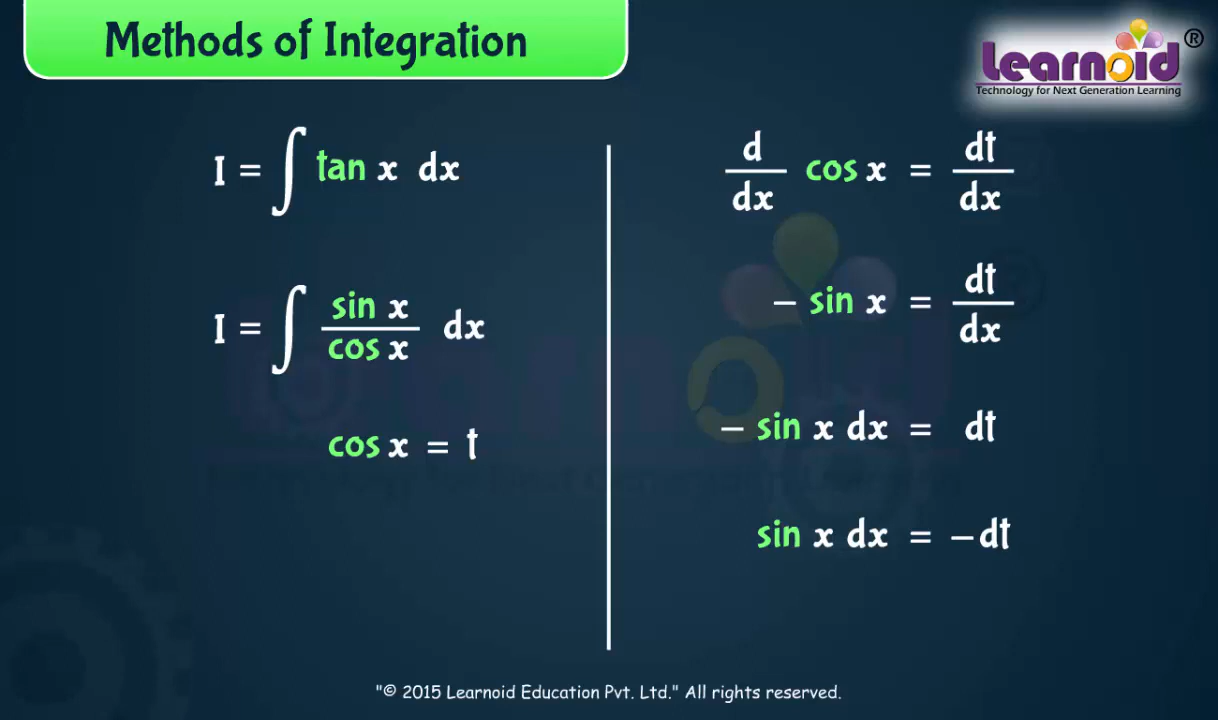 Methods of Integration
Learnoid®
Technology for Next Generation Learning
I = ∫ tan x dx
I = ∫ sin x / cos x dx
cos x = t
d/dx cos x = dt/dx
– sin x = dt/dx
– sin x dx = dt
sin x dx = –dt
"© 2015 Learnoid Education Pvt. Ltd." All rights reserved.